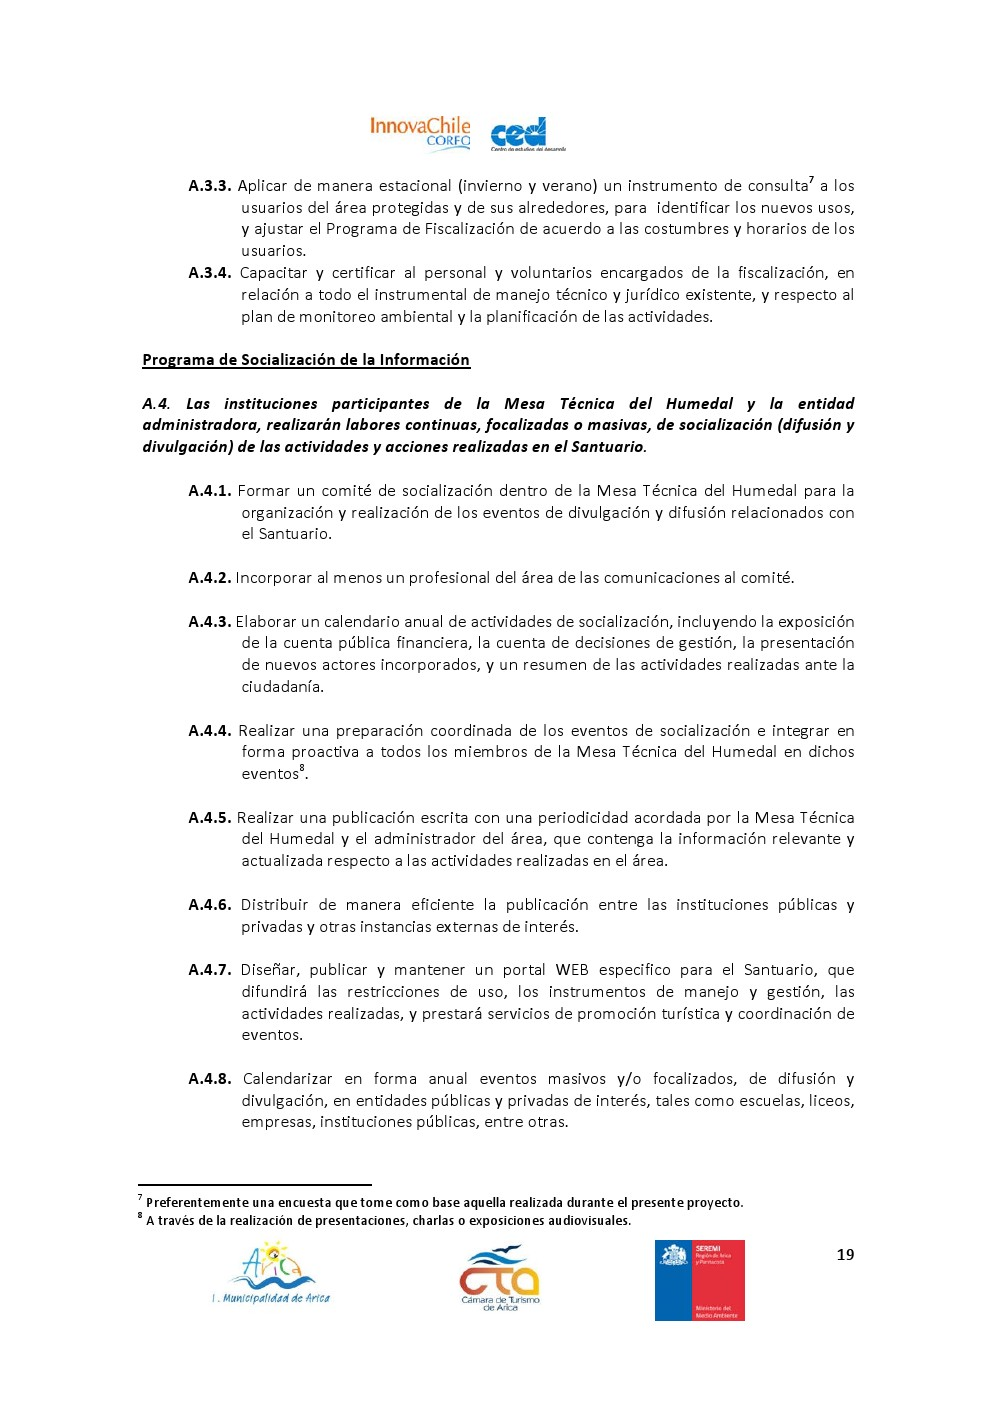 InnovaChile
CORFO
ced
Centro de estudios del desarrollo
A.3.3. Aplicar de manera estacional (invierno y verano) un instrumento de consulta7 a los
usuarios del área protegidas y de sus alrededores, para identificar los nuevos usos,
y ajustar el Programa de Fiscalización de acuerdo a las costumbres y horarios de los
usuarios.
A.3.4. Capacitar y certificar al personal y voluntarios encargados de la fiscalización, en
relación a todo el instrumental de manejo técnico y jurídico existente, y respecto al
plan de monitoreo ambiental y la planificación de las actividades.
Programa de Socialización de la Información
A.4. Las instituciones participantes de la Mesa Técnica del Humedal y la entidad
administradora, realizarán labores continuas, focalizadas o masivas, de socialización (difusión y
divulgación) de las actividades y acciones realizadas en el Santuario.
A.4.1. Formar un comité de socialización dentro de la Mesa Técnica del Humedal para la
organización y realización de los eventos de divulgación y difusión relacionados con
el Santuario.
A.4.2. Incorporar al menos un profesional del área de las comunicaciones al comité.
A.4.3. Elaborar un calendario anual de actividades de socialización, incluyendo la exposición
de la cuenta pública financiera, la cuenta de decisiones de gestión, la presentación
de nuevos actores incorporados, y un resumen de las actividades realizadas ante la
ciudadanía.
A.4.4. Realizar una preparación coordinada de los eventos de socialización e integrar en
forma proactiva a todos los miembros de la Mesa Técnica del Humedal en dichos
eventos8.
A.4.5. Realizar una publicación escrita con una periodicidad acordada por la Mesa Técnica
del Humedal y el administrador del área, que contenga la información relevante y
actualizada respecto a las actividades realizadas en el área.
A.4.6. Distribuir de manera eficiente la publicación entre las instituciones públicas y
privadas y otras instancias externas de interés.
A.4.7. Diseñar, publicar y mantener un portal WEB especifico para el Santuario, que
difundirá las restricciones de uso, los instrumentos de manejo y gestión, las
actividades realizadas, y prestará servicios de promoción turística y coordinación de
eventos.
A.4.8. Calendarizar en forma anual eventos masivos y/o focalizados, de difusión y
divulgación, en entidades públicas y privadas de interés, tales como escuelas, liceos,
empresas, instituciones públicas, entre otras.
7 Preferentemente una encuesta que tome como base aquella realizada durante el presente proyecto.
8 A través de la realización de presentaciones, charlas o exposiciones audiovisuales.
Arica
I. Municipalidad de Arica
CTA
Cámara de Turismo
de Arica
SEREMI
Región de Arica
y Parinacota
Ministerio del
Medio Ambiente
19